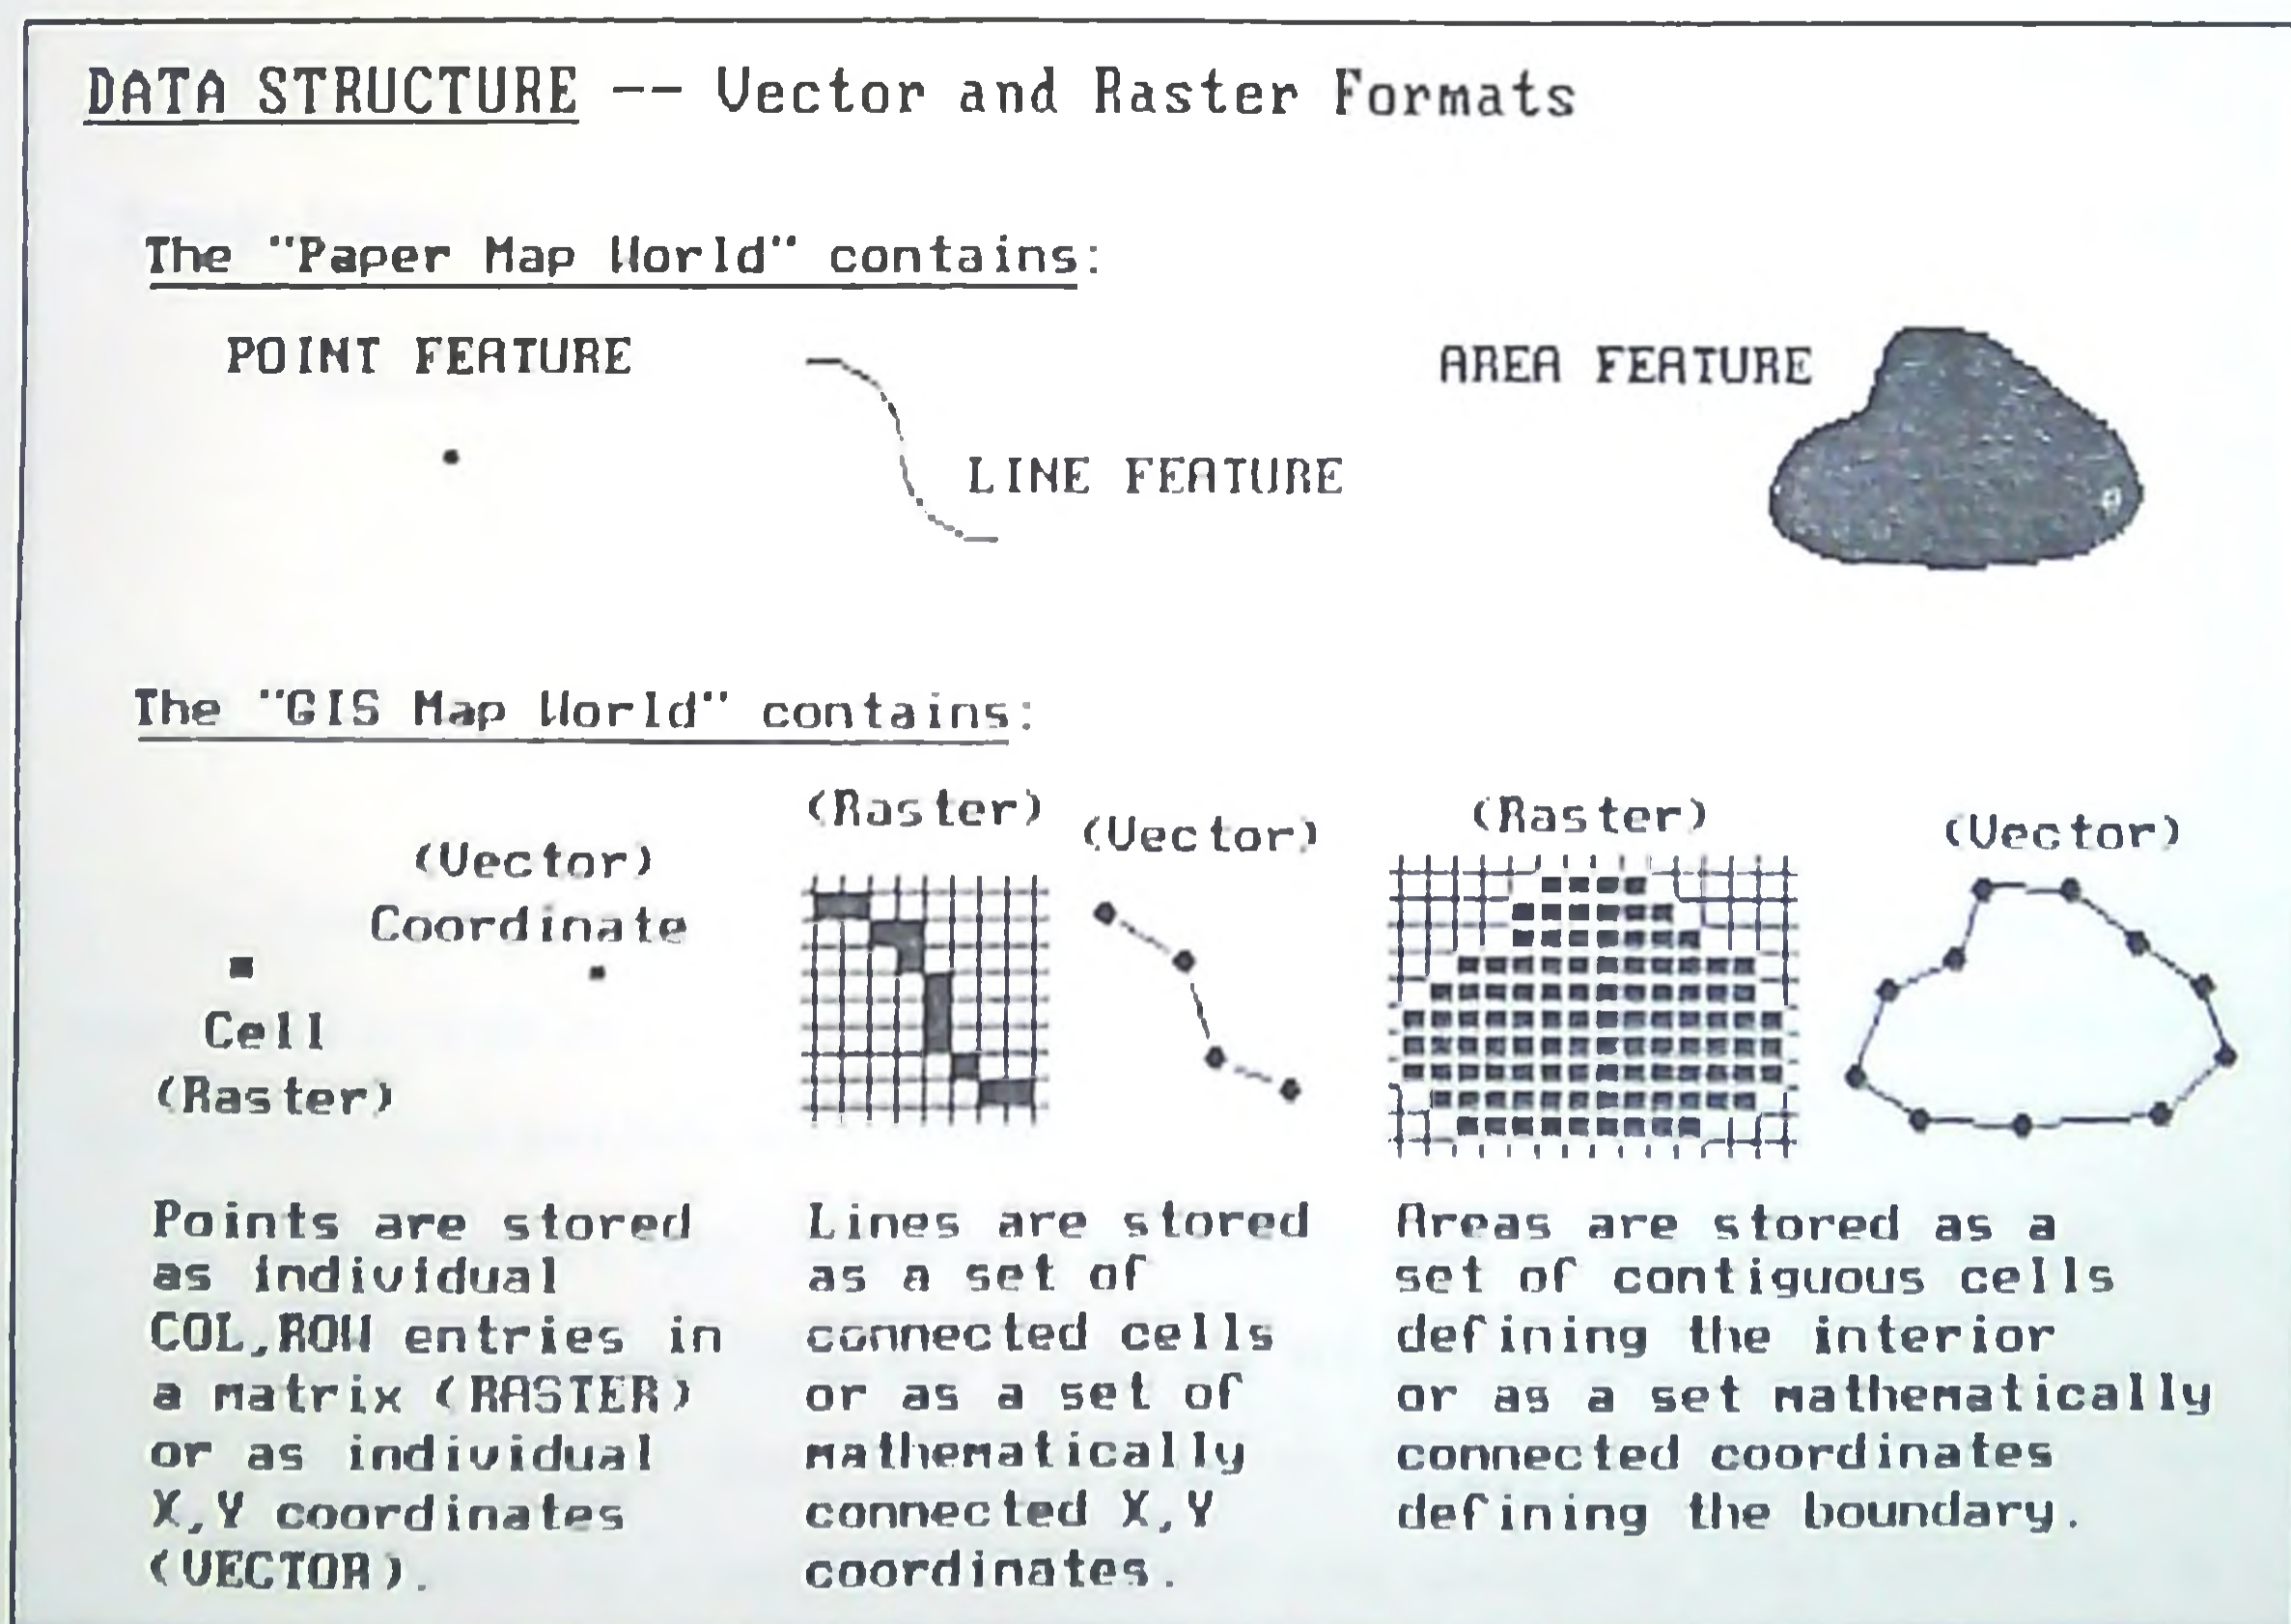 DATA STRUCTURE -- Vector and Raster Formats
The "Paper Map World" contains:
POINT FEATURE
LINE FEATURE
AREA FEATURE
The "GIS Map World" contains:
(Vector)
Coordinate
Cell
(Raster)
(Raster)
(Vector)
(Raster)
(Vector)
Points are stored
as individual
COL,ROW entries in
a matrix (RASTER)
or as individual
X,Y coordinates
(VECTOR).
Lines are stored
as a set of
connected cells
or as a set of
mathematically
connected X,Y
coordinates.
Areas are stored as a
set of contiguous cells
defining the interior
or as a set mathematically
connected coordinates
defining the boundary.